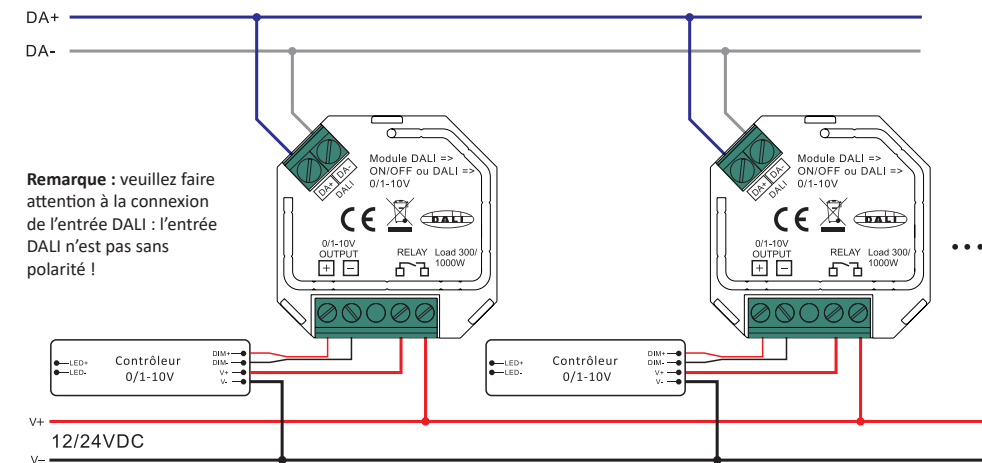 DA+
DA-
Remarque : veuillez faire
attention à la connexion
de l'entrée DALI : l'entrée
DALI n'est pas sans
polarité !
DA+ DA-
DALI
Module DALI =>
ON/OFF ou DALI =>
0/1-10V
CE
DALI
0/1-10V
OUTPUT
+ -
RELAY
Load 300/
1000W
DA+ DA-
DALI
Module DALI =>
ON/OFF ou DALI =>
0/1-10V
CE
DALI
0/1-10V
OUTPUT
+ -
RELAY
Load 300/
1000W
...
LED+
LED-
Contrôleur
0/1-10V
DIM+
DIM-
V+
V-
LED+
LED-
Contrôleur
0/1-10V
DIM+
DIM-
V+
V-
V+
12/24VDC
V–